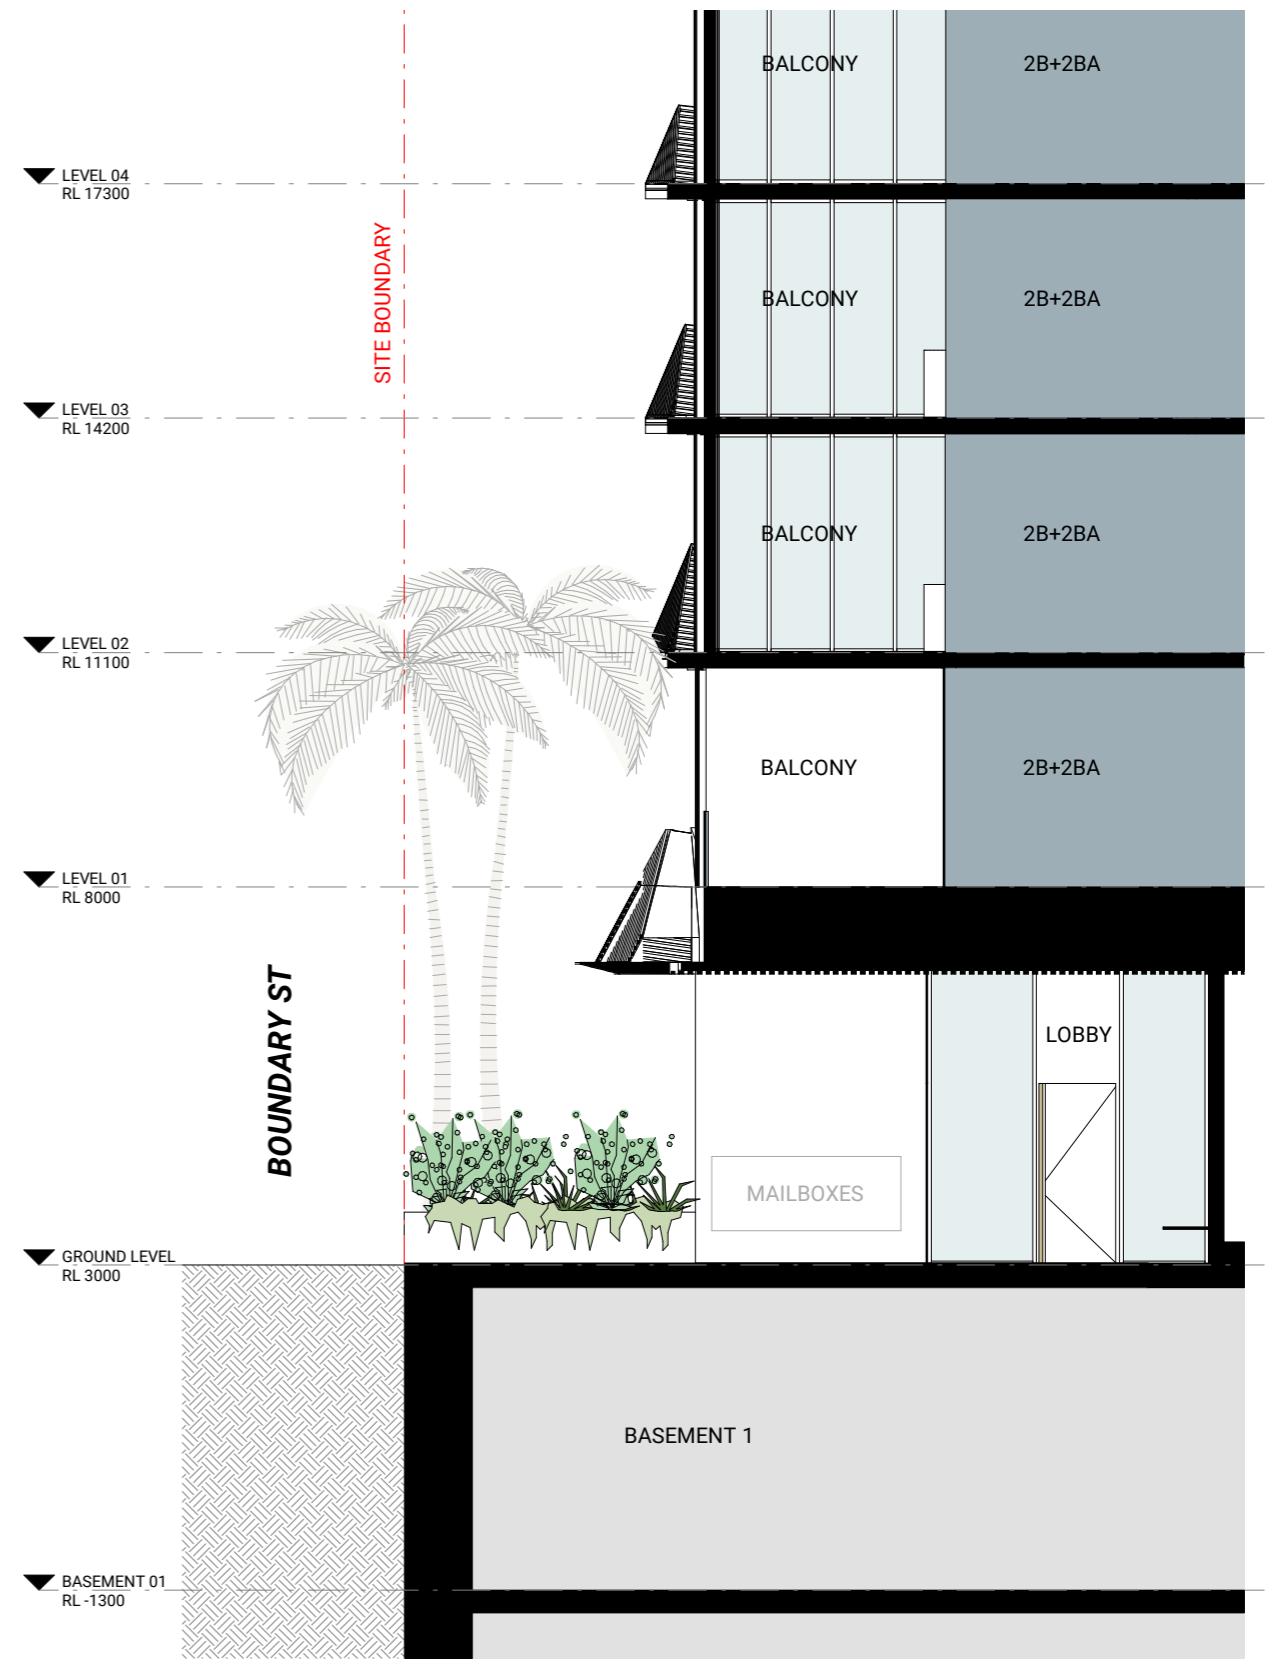 BALCONY 2B+2BA
LEVEL 04
RL 17300
SITE BOUNDARY
BALCONY 2B+2BA
LEVEL 03
RL 14200
BALCONY 2B+2BA
LEVEL 02
RL 11100
BALCONY 2B+2BA
LEVEL 01
RL 8000
BOUNDARY ST
LOBBY
MAILBOXES
GROUND LEVEL
RL 3000
BASEMENT 1
BASEMENT 01
RL -1300